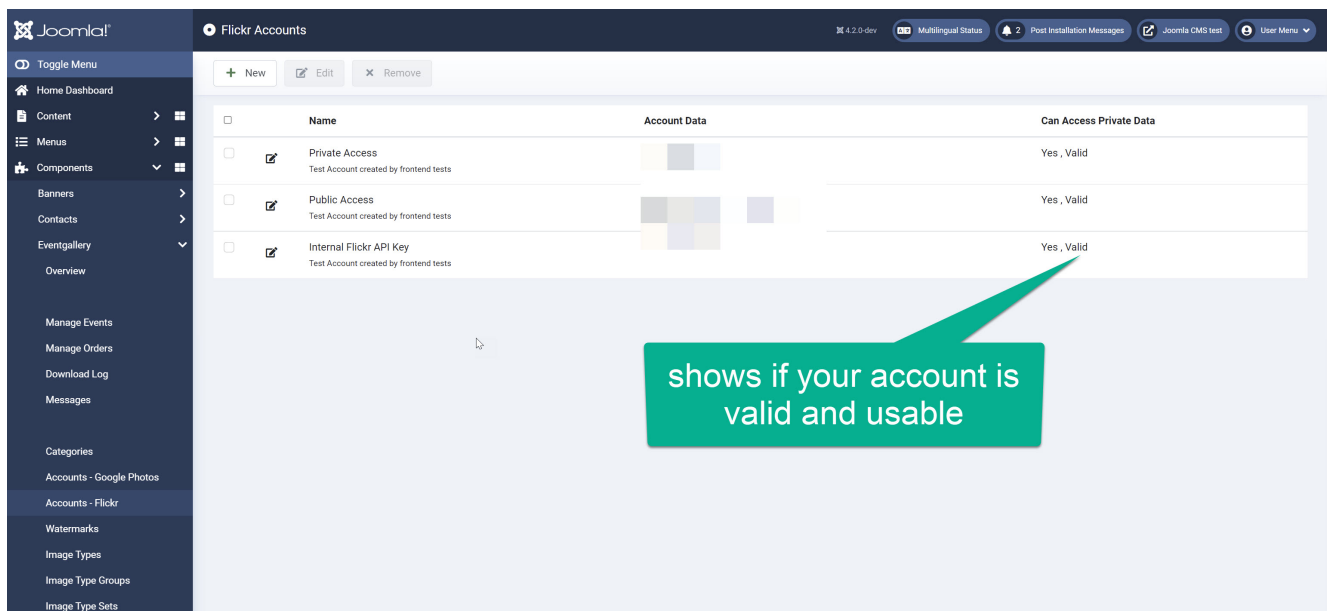 Joomla!
Flickr Accounts
4.2.0-dev
Multilingual Status
2 Post Installation Messages
Joomla CMS test
User Menu
Toggle Menu
Home Dashboard
Content
Menus
Components
Banners
Contacts
Eventgallery
Overview
Manage Events
Manage Orders
Download Log
Messages
Categories
Accounts - Google Photos
Accounts - Flickr
Watermarks
Image Types
Image Type Groups
Image Type Sets
+ New
Edit
× Remove
Name Account Data Can Access Private Data
Private Access Yes , Valid
Test Account created by frontend tests
Public Access Yes , Valid
Test Account created by frontend tests
Internal Flickr API Key Yes , Valid
Test Account created by frontend tests
shows if your account is
valid and usable